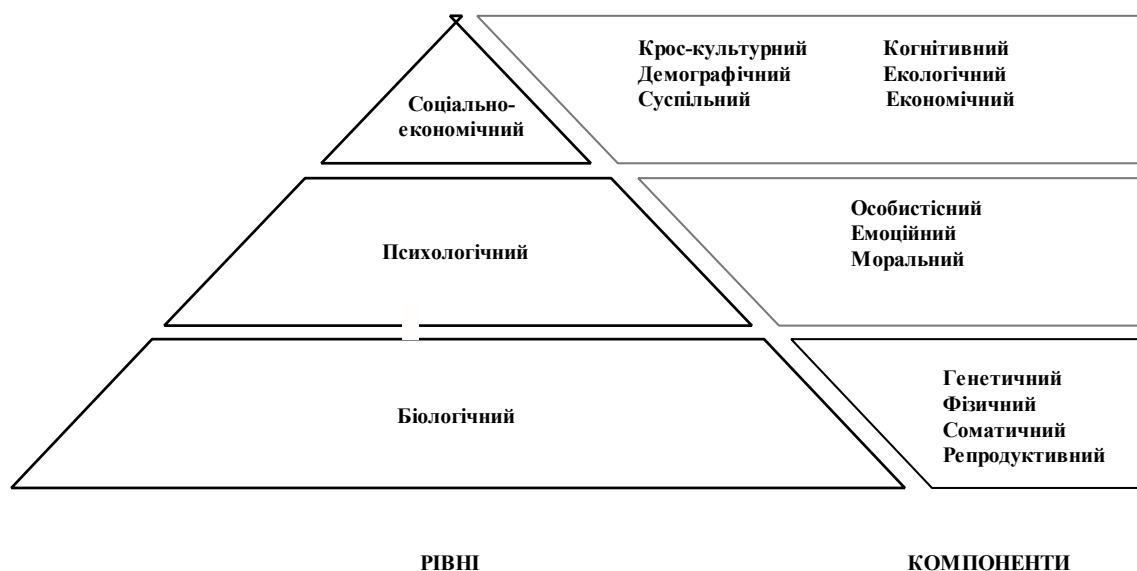 Соціально-
економічний
Крос-культурний
Демографічний
Суспільний
Когнітивний
Екологічний
Економічний
Психологічний
Особистісний
Емоційний
Моральний
Біологічний
Генетичний
Фізичний
Соматичний
Репродуктивний
РІВНІ
КОМПОНЕНТИ